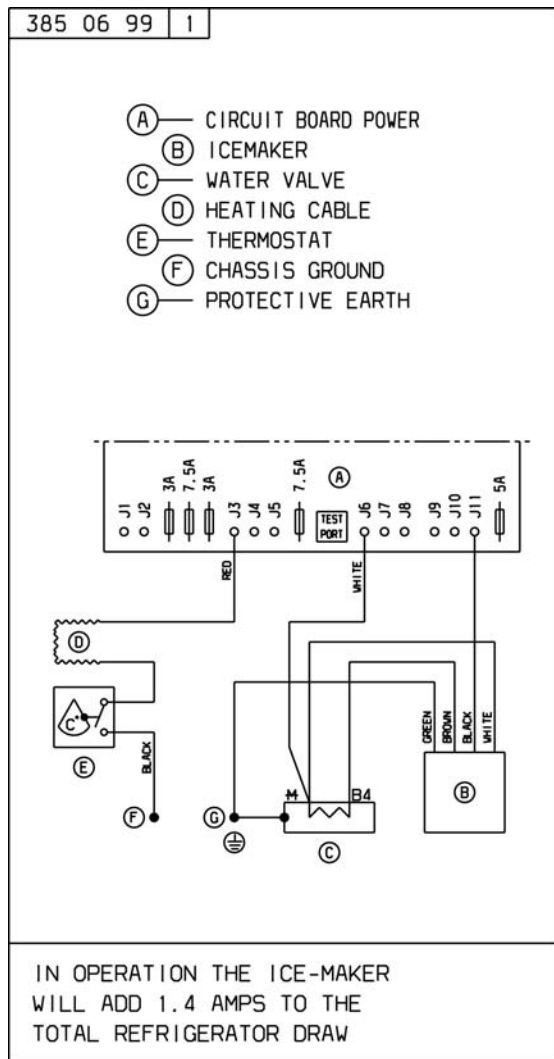 385 06 99 1
A CIRCUIT BOARD POWER
B ICEMAKER
C WATER VALVE
D HEATING CABLE
E THERMOSTAT
F CHASSIS GROUND
G PROTECTIVE EARTH
J1 J2 3A 7.5A 3A J3 J4 J5 7.5A A J6 J7 J8 J9 J10 J11 5A
TEST
PORT
RED
WHITE
D
C°
E
BLACK
F
GREEN BROWN BLACK WHITE
B
G
M B4
C
IN OPERATION THE ICE-MAKER
WILL ADD 1.4 AMPS TO THE
TOTAL REFRIGERATOR DRAW